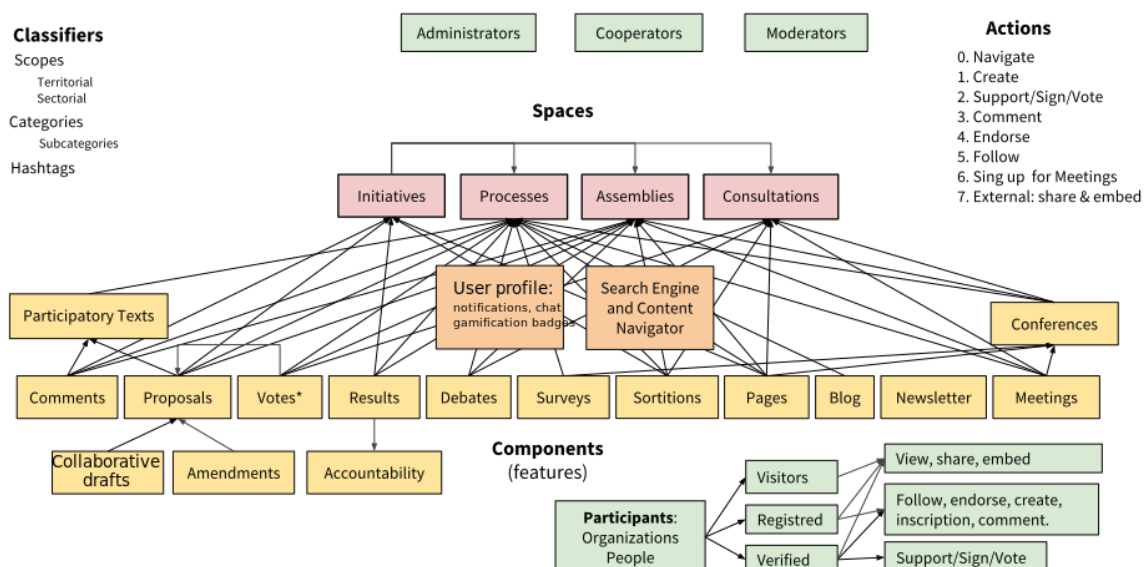 Classifiers
Scopes
Territorial
Sectorial
Categories
Subcategories
Hashtags
Administrators
Cooperators
Moderators
Actions
0. Navigate
1. Create
2. Support/Sign/Vote
3. Comment
4. Endorse
5. Follow
6. Sing up for Meetings
7. External: share & embed
Spaces
Initiatives
Processes
Assemblies
Consultations
User profile:
notifications, chat
gamification badges
Search Engine
and Content
Navigator
Participatory Texts
Conferences
Comments
Proposals
Votes*
Results
Debates
Surveys
Sortitions
Pages
Blog
Newsletter
Meetings
Collaborative
drafts
Amendments
Accountability
Components
(features)
Participants:
Organizations
People
Visitors
Registred
Verified
View, share, embed
Follow, endorse, create,
inscription, comment.
Support/Sign/Vote